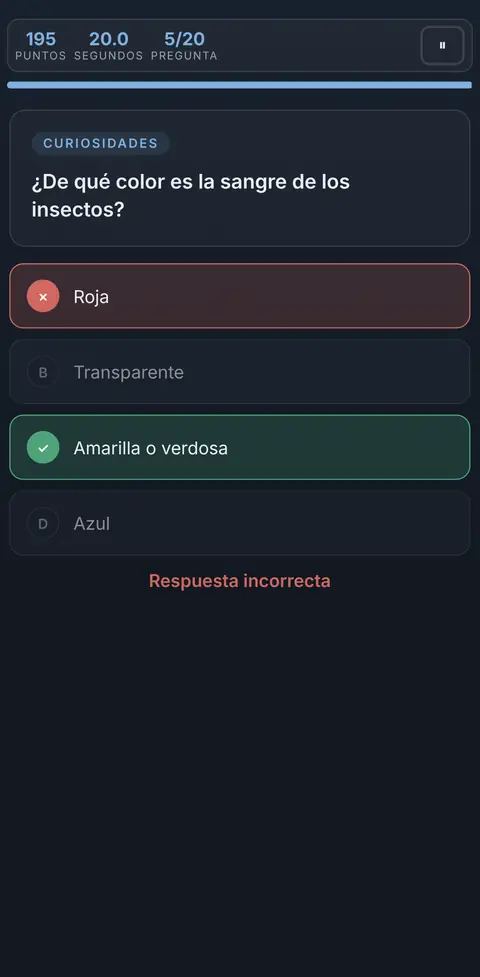 195 20.0 5/20
PUNTOS SEGUNDOS PREGUNTA
CURIOSIDADES
¿De qué color es la sangre de los
insectos?
Roja
B Transparente
Amarilla o verdosa
D Azul
Respuesta incorrecta